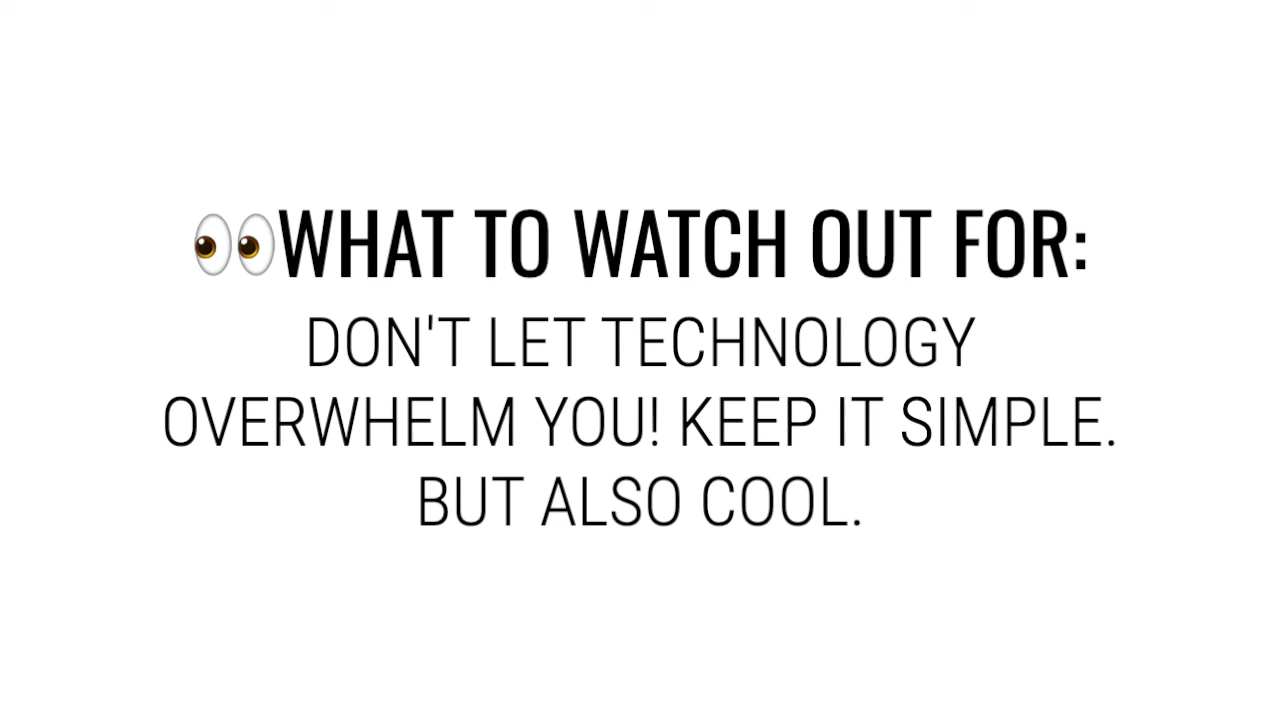 👀WHAT TO WATCH OUT FOR:
DON'T LET TECHNOLOGY
OVERWHELM YOU! KEEP IT SIMPLE.
BUT ALSO COOL.